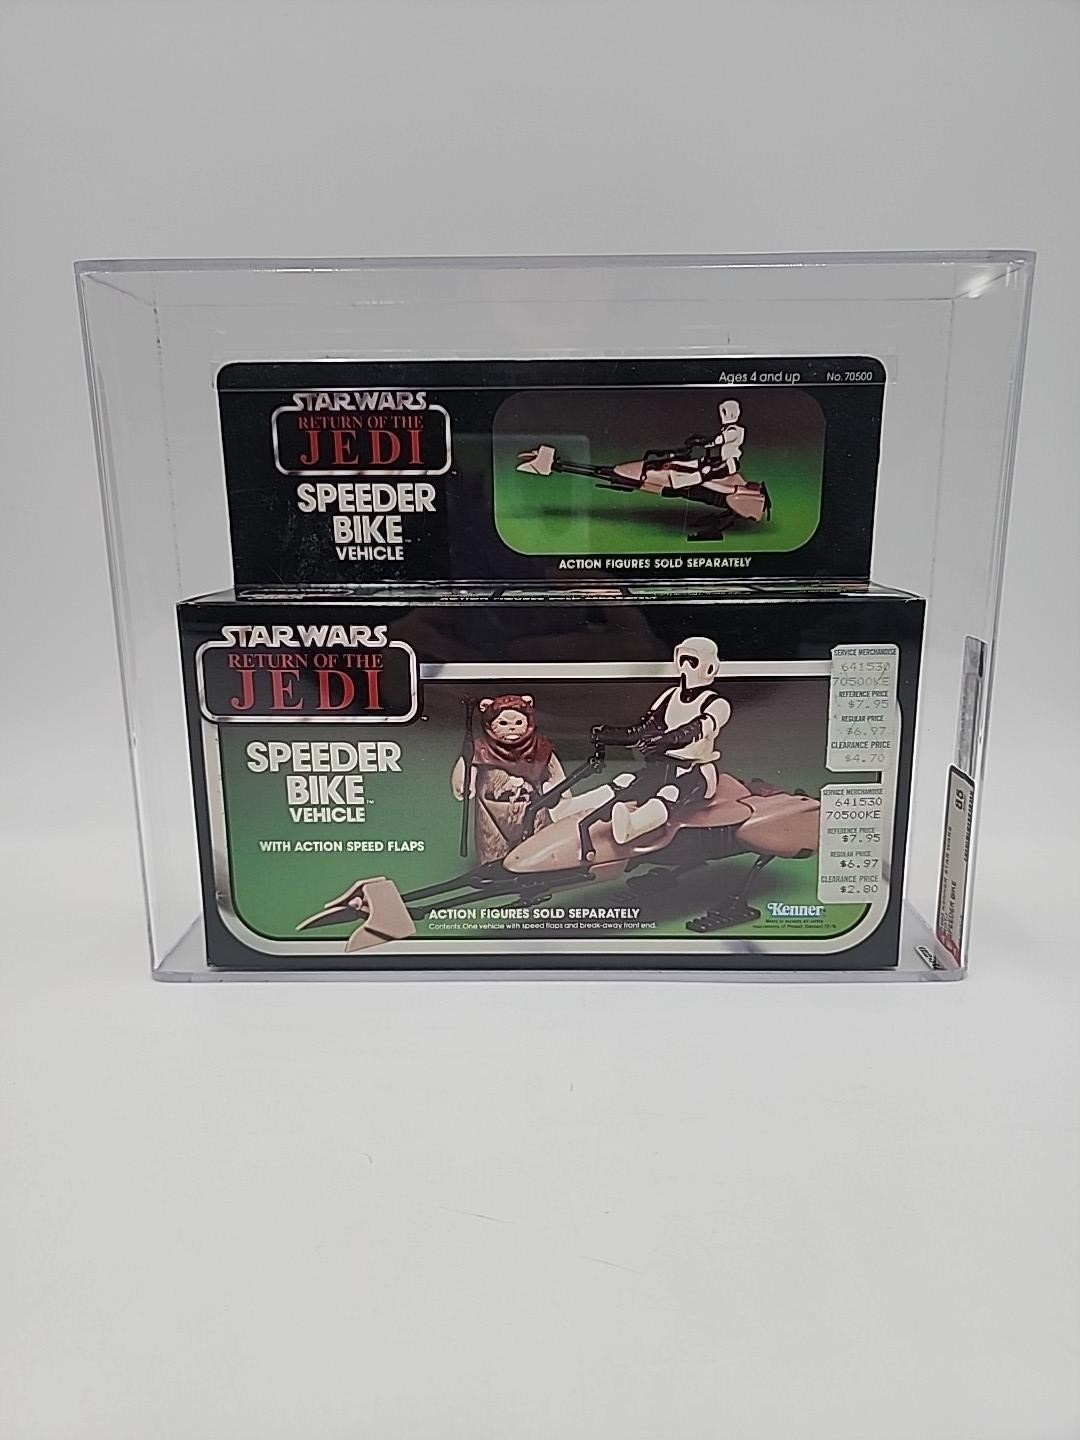 Ages 4 and up No. 70500
STAR WARS
RETURN OF THE
JEDI
SPEEDER
BIKE™
VEHICLE
ACTION FIGURES SOLD SEPARATELY
STAR WARS
RETURN OF THE
JEDI
™
SPEEDER
BIKE™
VEHICLE
WITH ACTION SPEED FLAPS
ACTION FIGURES SOLD SEPARATELY
Contents: One vehicle with speed flaps and break-away front end.
Kenner
SERVICE MERCHANDISE
641530
70500KE
REFERENCE PRICE
$7.95
REGULAR PRICE
$6.97
CLEARANCE PRICE
$4.70
SERVICE MERCHANDISE
641530
70500KE
REFERENCE PRICE
$7.95
REGULAR PRICE
$6.97
CLEARANCE PRICE
$2.80
SPEEDER BIKE